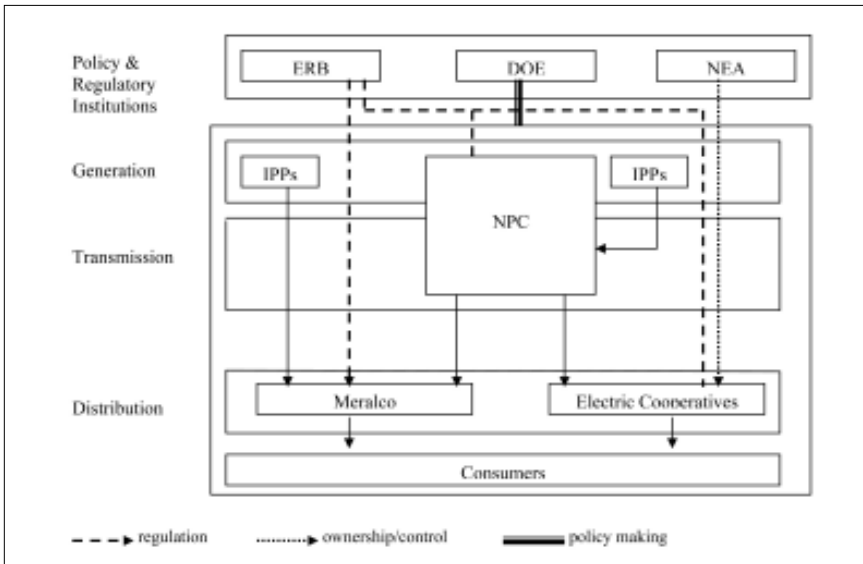 Policy &
Regulatory
Institutions
ERB
DOE
NEA
Generation
IPPs
IPPs
NPC
Transmission
Distribution
Meralco
Electric Cooperatives
Consumers
regulation
ownership/control
policy making